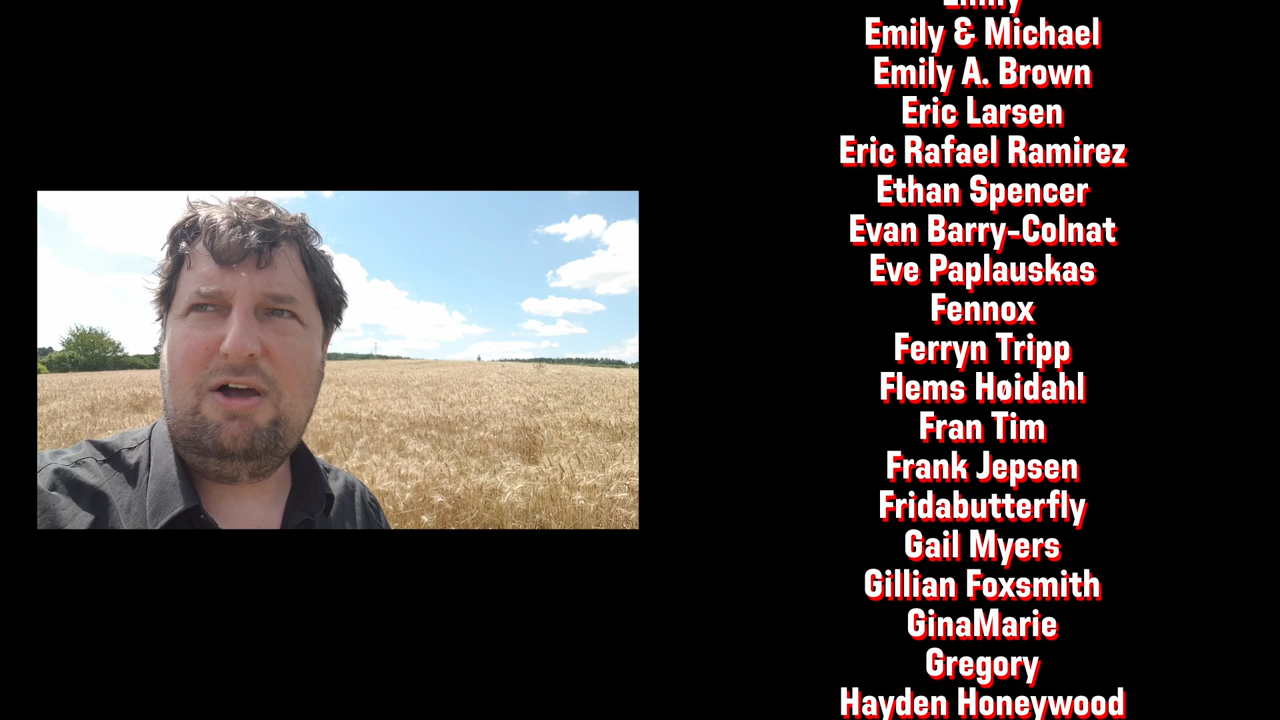 Emily & Michael
Emily A. Brown
Eric Larsen
Eric Rafael Ramirez
Ethan Spencer
Evan Barry-Colnat
Eve Paplauskas
Fennox
Ferryn Tripp
Flems Høidahl
Fran Tim
Frank Jepsen
Fridabutterfly
Gail Myers
Gillian Foxsmith
GinaMarie
Gregory
Hayden Honeywood